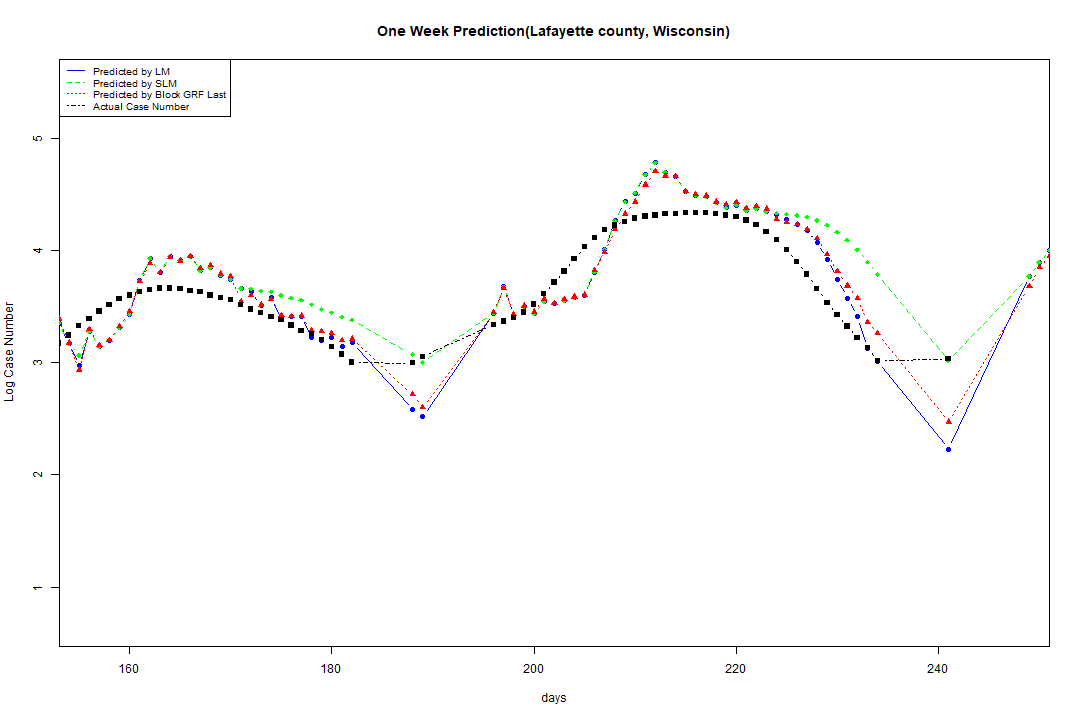 One Week Prediction(Lafayette county, Wisconsin)
Predicted by LM
Predicted by SLM
Predicted by Block GRF Last
Actual Case Number
5
4
3
2
1
Log Case Number
160 180 200 220 240
days